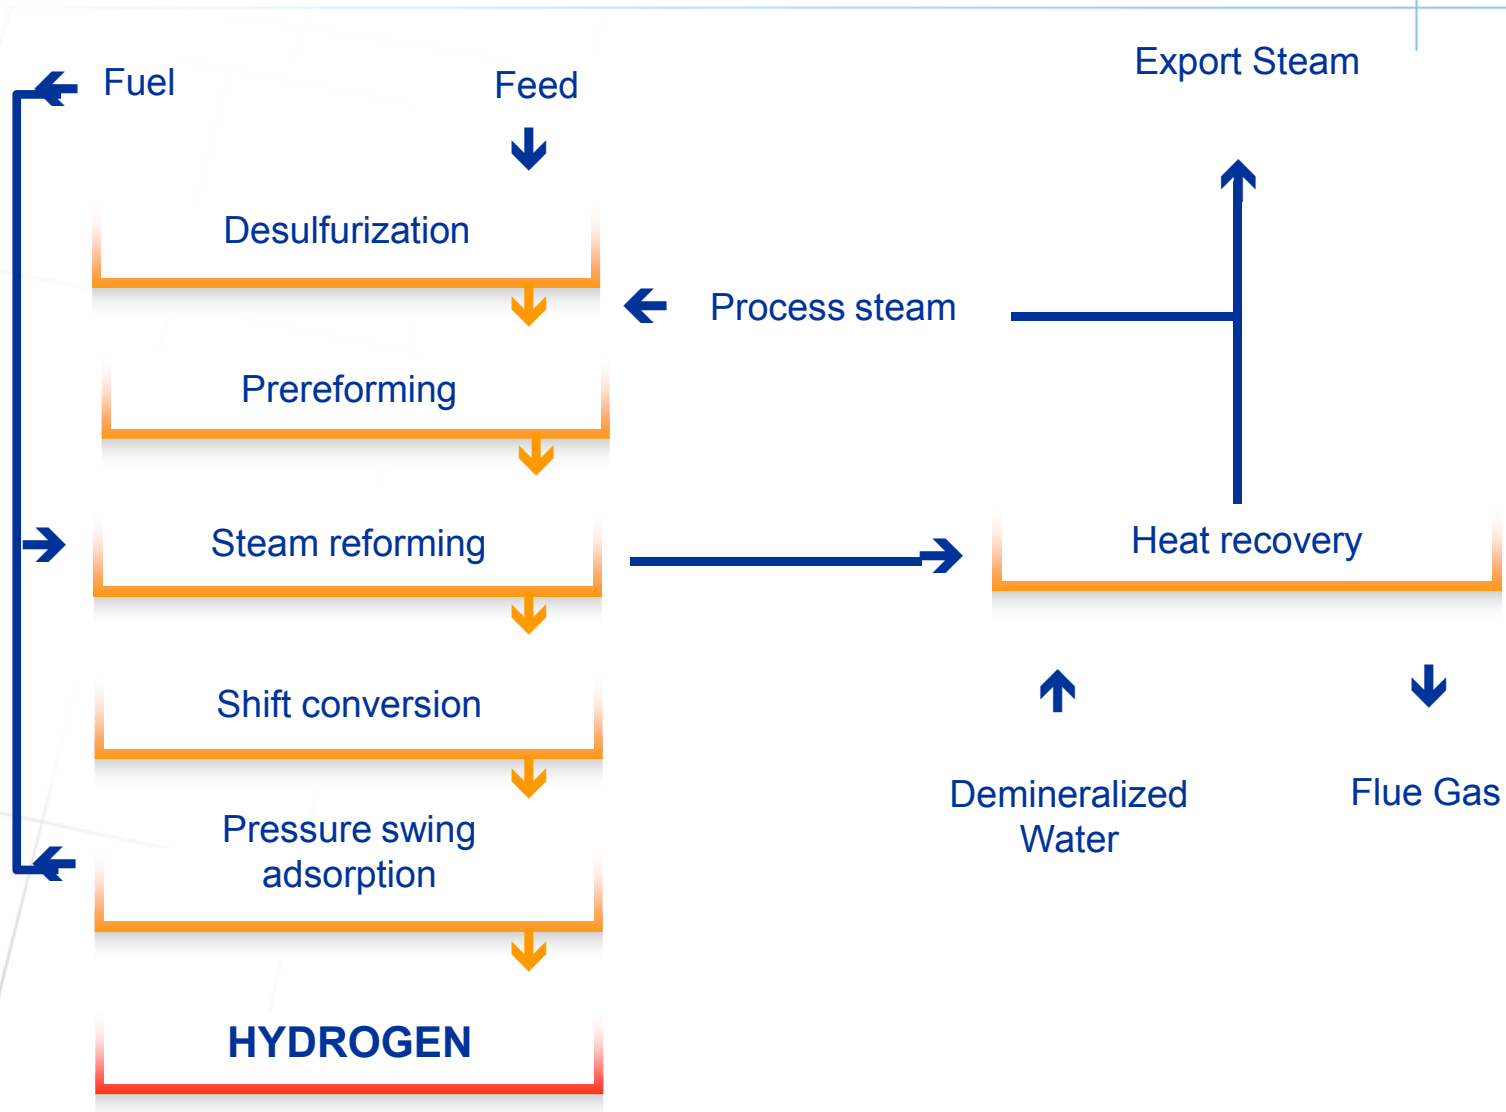 Fuel
Feed
Export Steam
Desulfurization
Process steam
Prereforming
Steam reforming
Heat recovery
Shift conversion
Demineralized
Water
Flue Gas
Pressure swing
adsorption
HYDROGEN